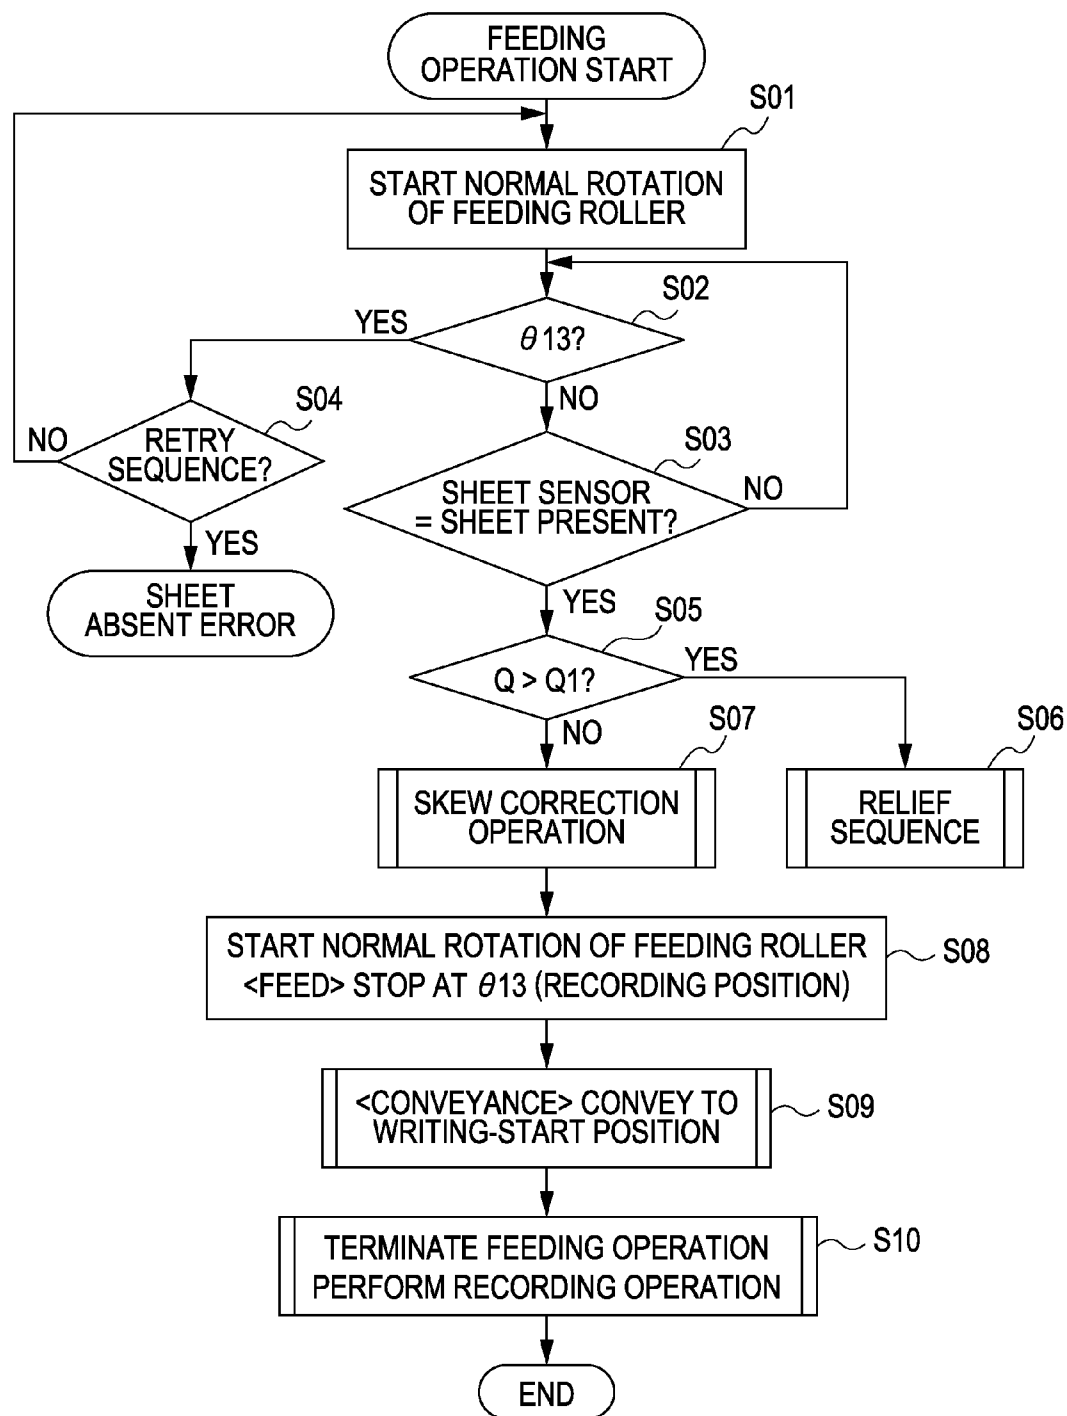 FEEDING
OPERATION START
S01
START NORMAL ROTATION
OF FEEDING ROLLER
S02
θ13?
YES
NO
S04
RETRY
SEQUENCE?
NO
YES
SHEET
ABSENT ERROR
S03
SHEET SENSOR
= SHEET PRESENT?
NO
YES
S05
Q > Q1?
YES
NO
S07
SKEW CORRECTION
OPERATION
S06
RELIEF
SEQUENCE
START NORMAL ROTATION OF FEEDING ROLLER
<FEED> STOP AT θ13 (RECORDING POSITION)
S08
<CONVEYANCE> CONVEY TO
WRITING-START POSITION
S09
TERMINATE FEEDING OPERATION
PERFORM RECORDING OPERATION
S10
END